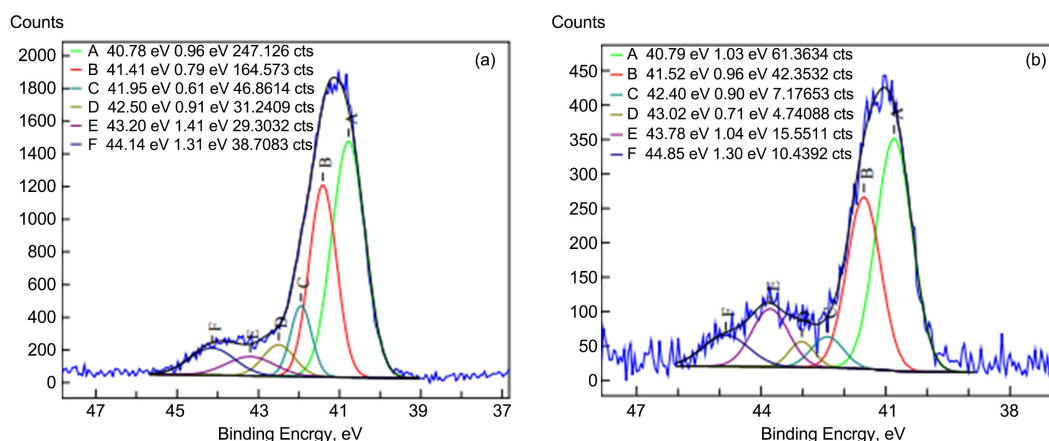 Counts
2000
1800
1600
1400
1200
1000
800
600
400
200
0
A 40.78 eV 0.96 eV 247.126 cts
B 41.41 eV 0.79 eV 164.573 cts
C 41.95 eV 0.61 eV 46.8614 cts
D 42.50 eV 0.91 eV 31.2409 cts
E 43.20 eV 1.41 eV 29.3032 cts
F 44.14 eV 1.31 eV 38.7083 cts
(a)
F
E
D
C
B
A
47 45 43 41 39 37
Binding Encrgy, eV
Counts
450
400
350
300
250
200
150
100
50
0
A 40.79 eV 1.03 eV 61.3634 cts
B 41.52 eV 0.96 eV 42.3532 cts
C 42.40 eV 0.90 eV 7.17653 cts
D 43.02 eV 0.71 eV 4.74088 cts
E 43.78 eV 1.04 eV 15.5511 cts
F 44.85 eV 1.30 eV 10.4392 cts
(b)
F
E
C
B
A
47 44 41 38
Binding Encrgy, eV